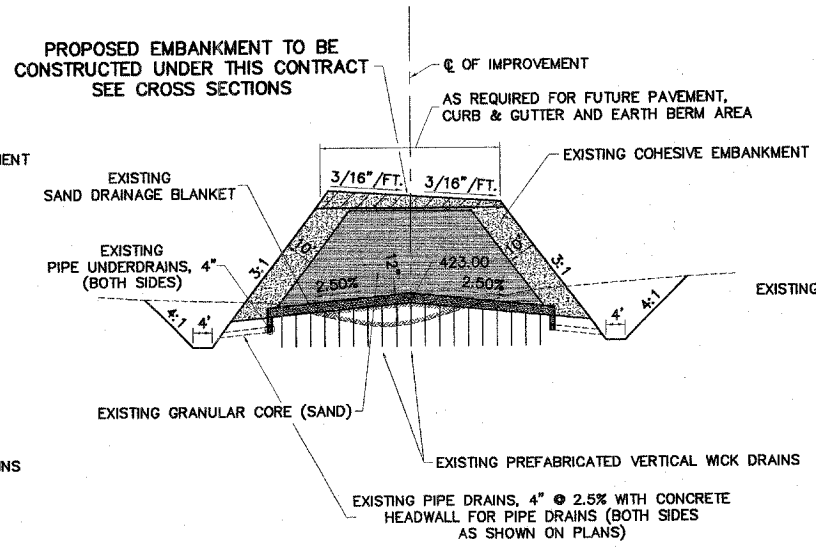 PROPOSED EMBANKMENT TO BE
CONSTRUCTED UNDER THIS CONTRACT
SEE CROSS SECTIONS
℄ OF IMPROVEMENT
AS REQUIRED FOR FUTURE PAVEMENT,
CURB & GUTTER AND EARTH BERM AREA
MENT
EXISTING COHESIVE EMBANKMENT
EXISTING
SAND DRAINAGE BLANKET
3/16"/FT.
3/16"/FT.
EXISTING
PIPE UNDERDRAINS, 4"
(BOTH SIDES)
3:1
10'
12"
10'
3:1
423.00
2.50%
2.50%
EXISTING
4:1
4'
4'
4:1
EXISTING GRANULAR CORE (SAND)
EXISTING PREFABRICATED VERTICAL WICK DRAINS
INS
EXISTING PIPE DRAINS, 4" @ 2.5% WITH CONCRETE
HEADWALL FOR PIPE DRAINS (BOTH SIDES
AS SHOWN ON PLANS)